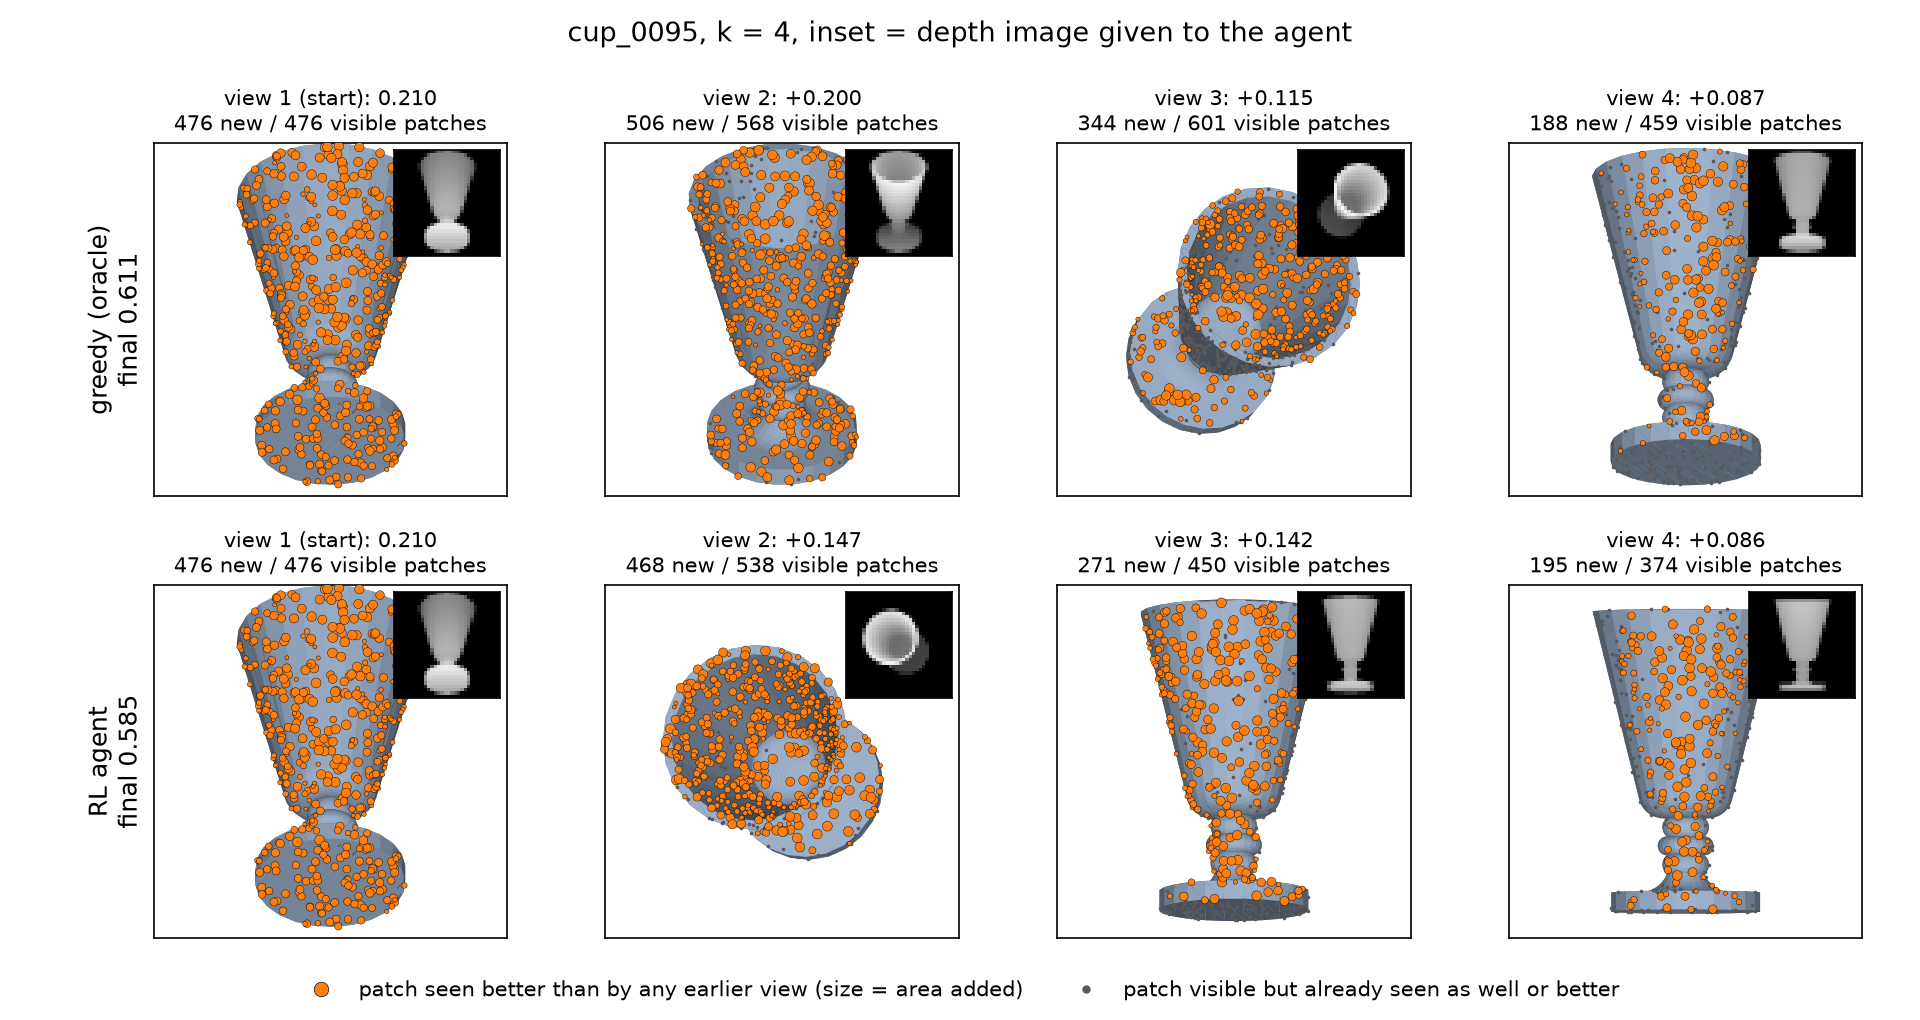 cup_0095, k = 4, inset = depth image given to the agent
view 1 (start): 0.210
476 new / 476 visible patches
view 2: +0.200
506 new / 568 visible patches
view 3: +0.115
344 new / 601 visible patches
view 4: +0.087
188 new / 459 visible patches
greedy (oracle)
final 0.611
view 1 (start): 0.210
476 new / 476 visible patches
view 2: +0.147
468 new / 538 visible patches
view 3: +0.142
271 new / 450 visible patches
view 4: +0.086
195 new / 374 visible patches
RL agent
final 0.585
patch seen better than by any earlier view (size = area added)
patch visible but already seen as well or better